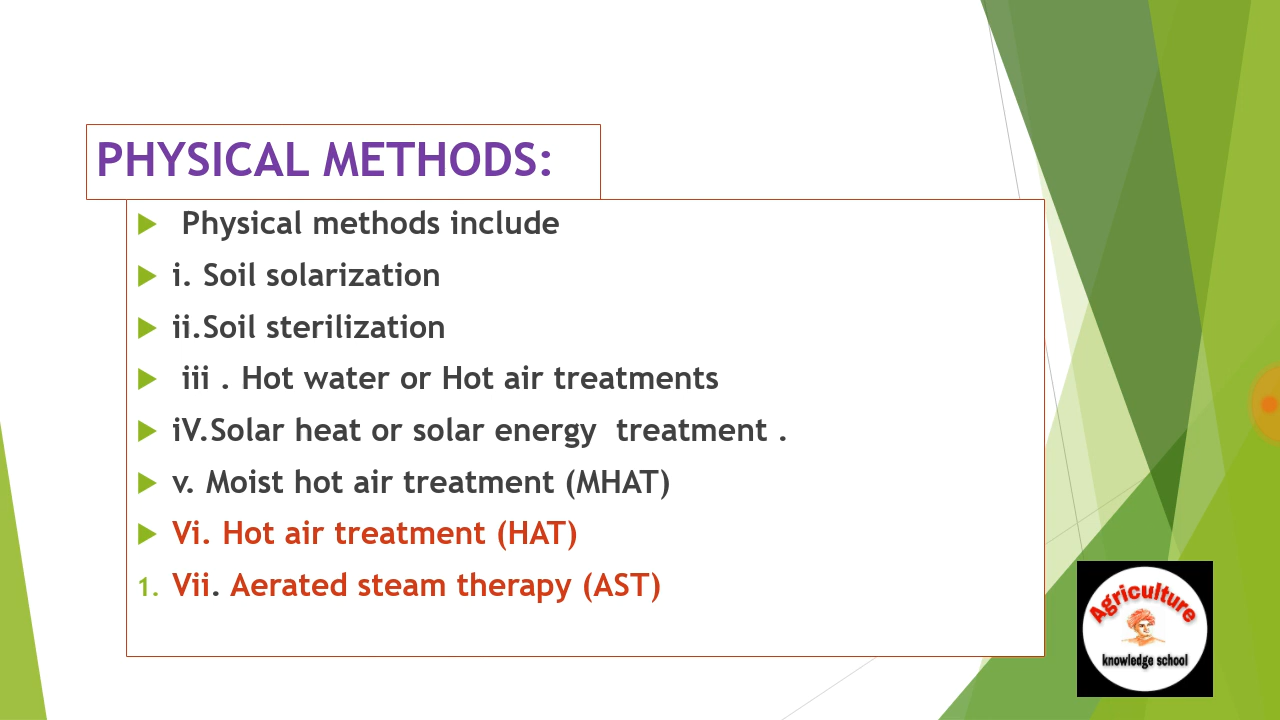 PHYSICAL METHODS:
Physical methods include
i. Soil solarization
ii.Soil sterilization
iii . Hot water or Hot air treatments
iV.Solar heat or solar energy  treatment .
v. Moist hot air treatment (MHAT)
Vi. Hot air treatment (HAT)
1. Vii. Aerated steam therapy (AST)
Agriculture
knowledge school